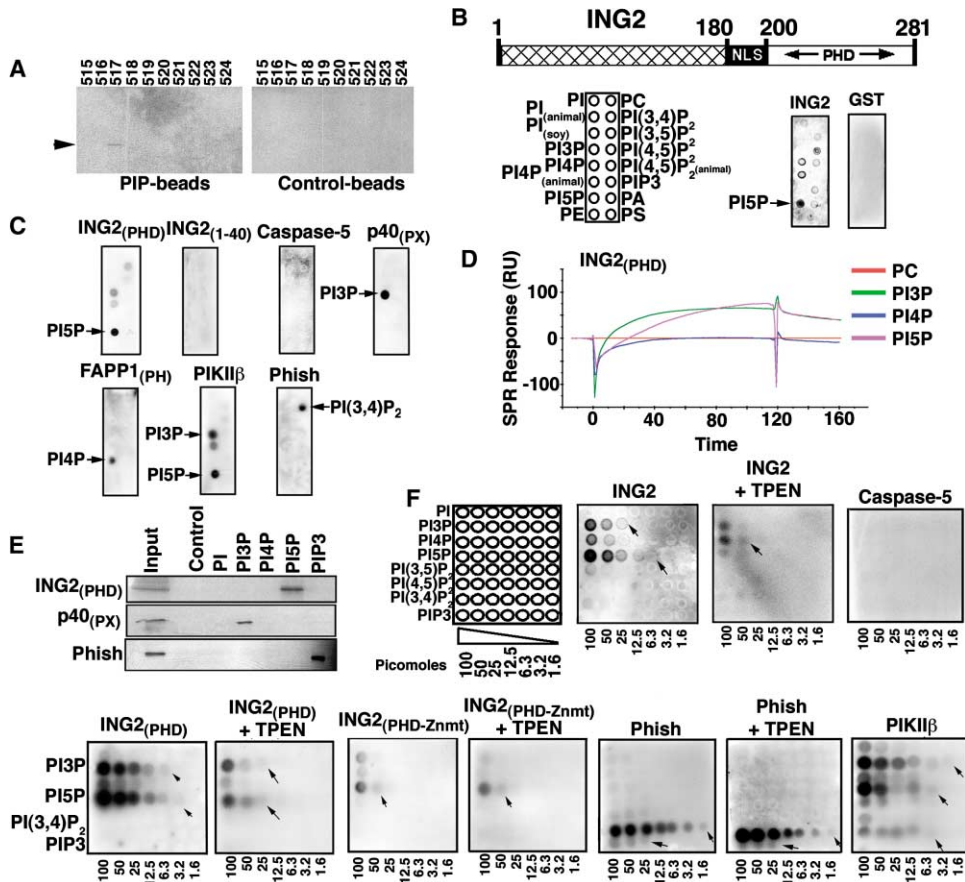 A
515 516 517 518 519 520 521 522 523 524
515 516 517 518 519 520 521 522 523 524
PIP-beads
Control-beads
B
ING2
1 180 200 281
NLS
PHD
PI
PI(animal)
PI(soy)
PI3P
PI4P
PI4P(animal)
PI5P
PE
PC
PI(3,4)P2
PI(3,5)P2
PI(4,5)P2
PI(4,5)P2(animal)
PIP3
PA
PS
ING2
GST
PI5P
C
ING2(PHD)
ING2(1-40)
Caspase-5
p40(PX)
PI5P
PI3P
FAPP1(PH)
PIKIIβ
Phish
PI4P
PI3P
PI5P
PI(3,4)P2
D
ING2(PHD)
SPR Response (RU)
100
0
-100
0 40 80 120 160
Time
PC
PI3P
PI4P
PI5P
E
Input
Control
PI
PI3P
PI4P
PI5P
PIP3
ING2(PHD)
p40(PX)
Phish
F
PI
PI3P
PI4P
PI5P
PI(3,5)P2
PI(4,5)P2
PI(3,4)P2
PIP3
Picomoles
100 50 25 12.5 6.3 3.2 1.6
ING2
100 50 25 12.5 6.3 3.2 1.6
ING2
+ TPEN
100 50 25 12.5 6.3 3.2 1.6
Caspase-5
100 50 25 12.5 6.3 3.2 1.6
PI3P
PI5P
PI(3,4)P2
PIP3
ING2(PHD)
100 50 25 12.5 6.3 3.2 1.6
ING2(PHD)
+ TPEN
100 50 25 12.5 6.3 3.2 1.6
ING2(PHD-Znmt)
100 50 25 12.5 6.3 3.2 1.6
ING2(PHD-Znmt)
+ TPEN
100 50 25 12.5 6.3 3.2 1.6
Phish
100 50 25 12.5 6.3 3.2 1.6
Phish
+ TPEN
100 50 25 12.5 6.3 3.2 1.6
PIKIIβ
100 50 25 12.5 6.3 3.2 1.6